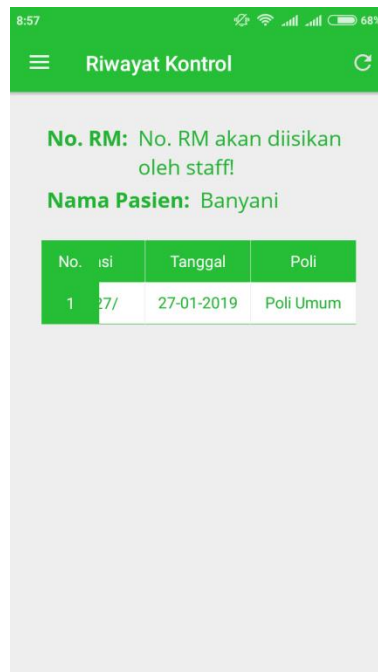 8:57 68%
Riwayat Kontrol
No. RM: No. RM akan diisikan
oleh staff!
Nama Pasien: Banyani
No. Tanggal Poli
1 27/ 27-01-2019 Poli Umum